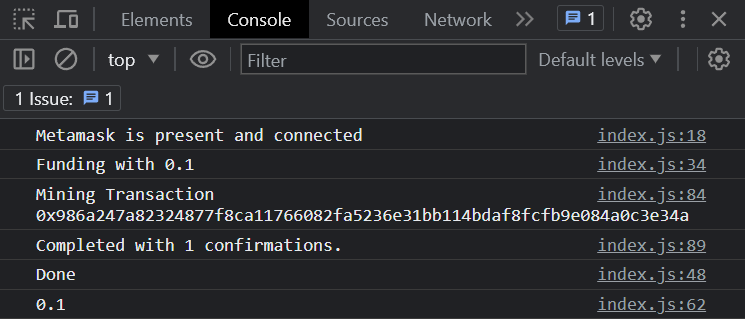 Elements Console Sources Network 1
top Filter Default levels
1 Issue: 1
Metamask is present and connected index.js:18
Funding with 0.1 index.js:34
Mining Transaction index.js:84
0x986a247a82324877f8ca11766082fa5236e31bb114bdaf8fcfb9e084a0c3e34a
Completed with 1 confirmations. index.js:89
Done index.js:48
0.1 index.js:62